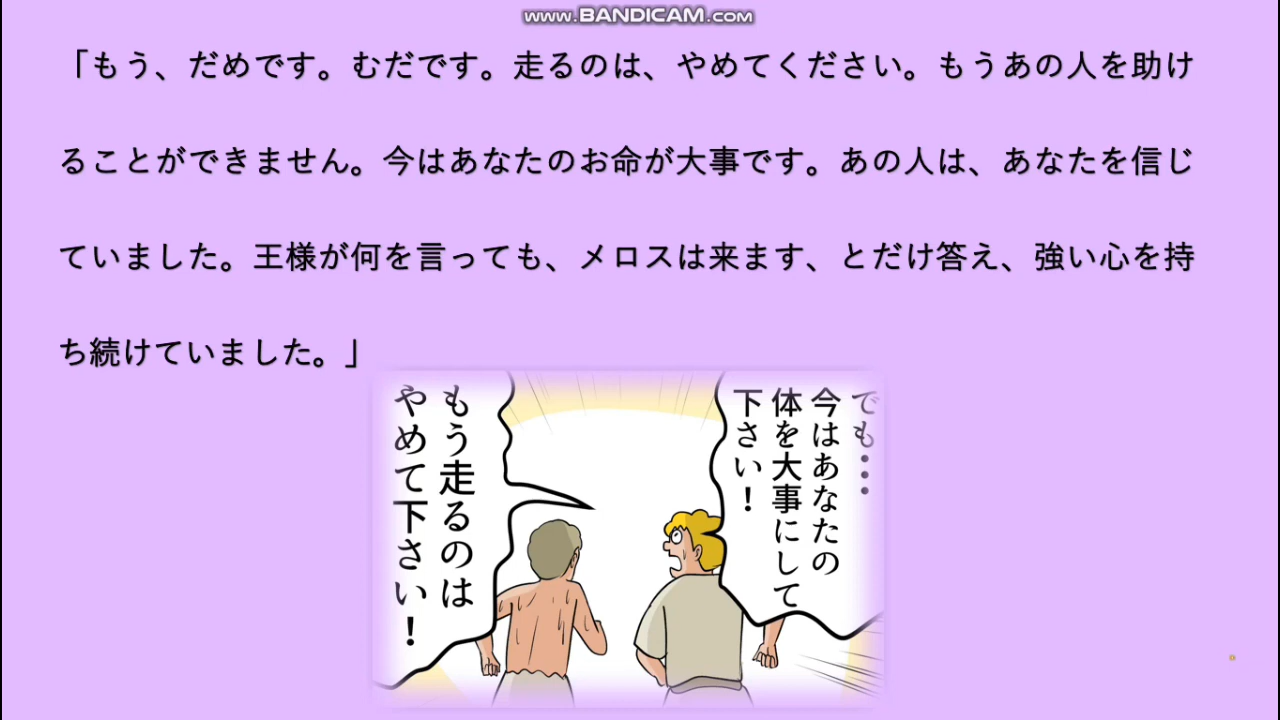 www.BANDICAM.com
「もう、だめです。むだです。走るのは、やめてください。もうあの人を助け
ることができません。今はあなたのお命が大事です。あの人は、あなたを信じ
ていました。王様が何を言っても、メロスは来ます、とだけ答え、強い心を持
ち続けていました。」
でも・・・
今はあなたの
体を大事にして
下さい！
もう走るのは
やめて下さい！